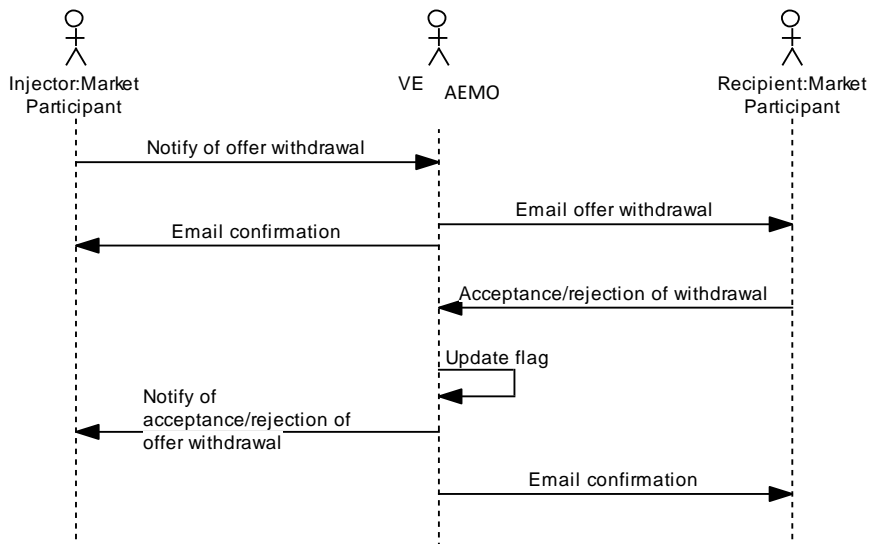 Injector:Market
Participant
VE
AEMO
Recipient:Market
Participant
Notify of offer withdrawal
Email offer withdrawal
Email confirmation
Acceptance/rejection of withdrawal
Update flag
Notify of
acceptance/rejection of
offer withdrawal
Email confirmation